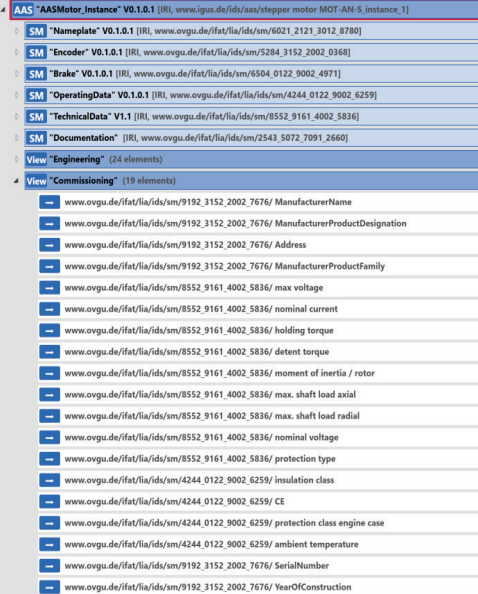 AAS "AASMotor_Instance" V0.1.0.1 [IRI, www.igus.de/ids/aas/stepper motor MOT-AN-S_instance_1]
SM "Nameplate" V0.1.0.1 [IRI, www.ovgu.de/ifat/lia/ids/sm/6021_2121_3012_8780]
SM "Encoder" V0.1.0.1 [IRI, www.ovgu.de/ifat/lia/ids/sm/5284_3152_2002_0368]
SM "Brake" V0.1.0.1 [IRI, www.ovgu.de/ifat/lia/ids/sm/6504_0122_9002_4971]
SM "OperatingData" V0.1.0.1 [IRI, www.ovgu.de/ifat/lia/ids/sm/4244_0122_9002_6259]
SM "TechnicalData" V1.1 [IRI, www.ovgu.de/ifat/lia/ids/sm/8552_9161_4002_5836]
SM "Documentation" [IRI, www.ovgu.de/ifat/lia/ids/sm/2543_5072_7091_2660]
View "Engineering" (24 elements)
View "Commissioning" (19 elements)
www.ovgu.de/ifat/lia/ids/sm/9192_3152_2002_7676/ ManufacturerName
www.ovgu.de/ifat/lia/ids/sm/9192_3152_2002_7676/ ManufacturerProductDesignation
www.ovgu.de/ifat/lia/ids/sm/9192_3152_2002_7676/ Address
www.ovgu.de/ifat/lia/ids/sm/9192_3152_2002_7676/ ManufacturerProductFamily
www.ovgu.de/ifat/lia/ids/sm/8552_9161_4002_5836/ max voltage
www.ovgu.de/ifat/lia/ids/sm/8552_9161_4002_5836/ nominal current
www.ovgu.de/ifat/lia/ids/sm/8552_9161_4002_5836/ holding torque
www.ovgu.de/ifat/lia/ids/sm/8552_9161_4002_5836/ detent torque
www.ovgu.de/ifat/lia/ids/sm/8552_9161_4002_5836/ moment of inertia / rotor
www.ovgu.de/ifat/lia/ids/sm/8552_9161_4002_5836/ max. shaft load axial
www.ovgu.de/ifat/lia/ids/sm/8552_9161_4002_5836/ max. shaft load radial
www.ovgu.de/ifat/lia/ids/sm/8552_9161_4002_5836/ nominal voltage
www.ovgu.de/ifat/lia/ids/sm/8552_9161_4002_5836/ protection type
www.ovgu.de/ifat/lia/ids/sm/4244_0122_9002_6259/ insulation class
www.ovgu.de/ifat/lia/ids/sm/4244_0122_9002_6259/ CE
www.ovgu.de/ifat/lia/ids/sm/4244_0122_9002_6259/ protection class engine case
www.ovgu.de/ifat/lia/ids/sm/4244_0122_9002_6259/ ambient temperature
www.ovgu.de/ifat/lia/ids/sm/9192_3152_2002_7676/ SerialNumber
www.ovgu.de/ifat/lia/ids/sm/9192_3152_2002_7676/ YearOfConstruction